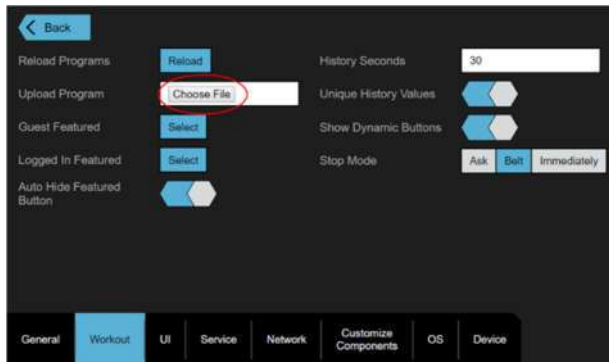 Back
Reload Programs Reload History Seconds 30
Upload Program Choose File Unique History Values
Guest Featured Select Show Dynamic Buttons
Logged In Featured Select Stop Mode Ask Belt Immediately
Auto Hide Featured
Button
General Workout UI Service Network Customize
Components OS Device